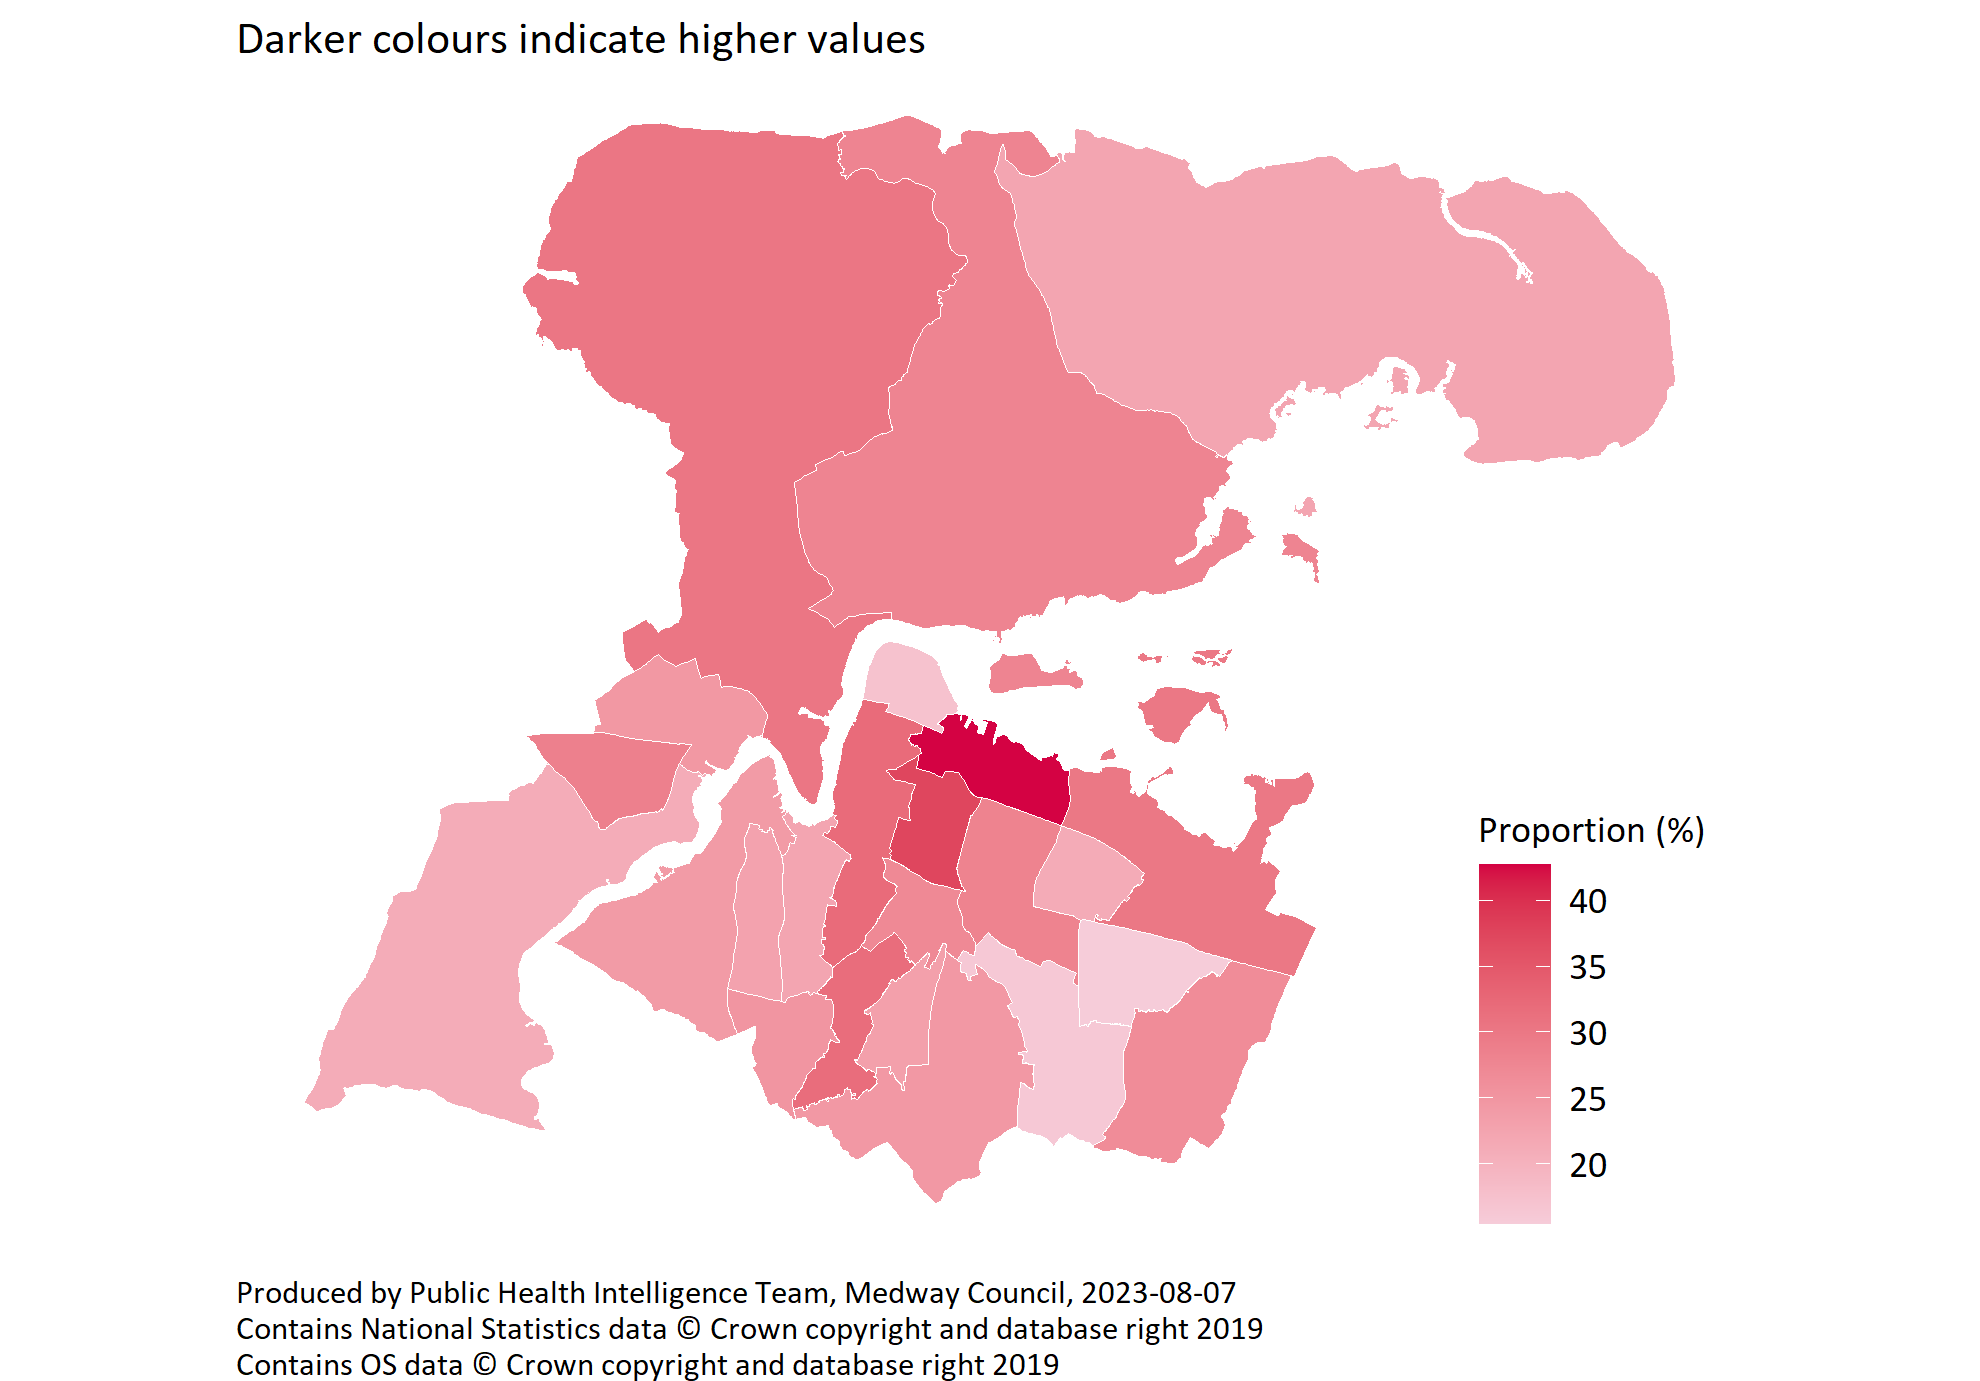 Darker colours indicate higher values
Proportion (%)
40
35
30
25
20
Produced by Public Health Intelligence Team, Medway Council, 2023-08-07
Contains National Statistics data © Crown copyright and database right 2019
Contains OS data © Crown copyright and database right 2019